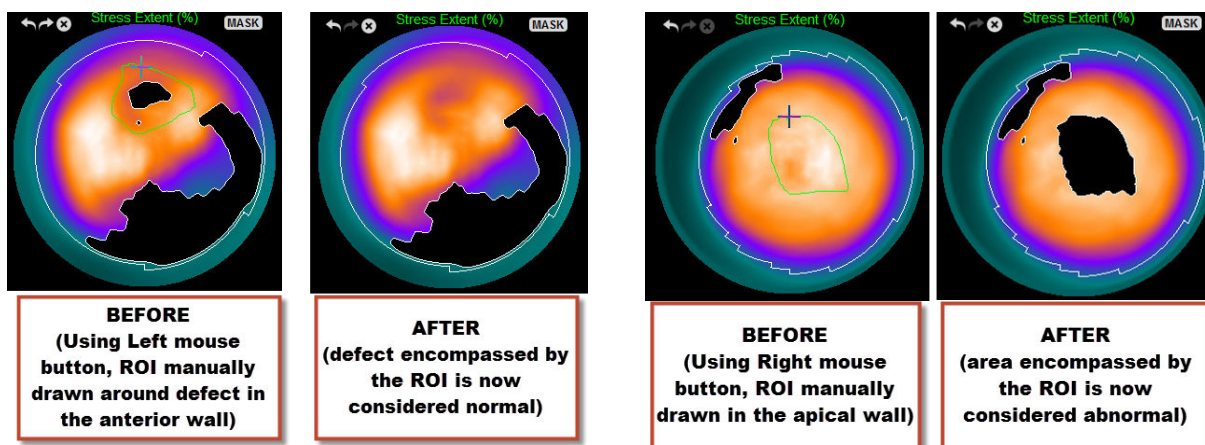 Stress Extent (%)
MASK
Stress Extent (%)
MASK
Stress Extent (%)
MASK
Stress Extent (%)
MASK
BEFORE
(Using Left mouse
button, ROI manually
drawn around defect in
the anterior wall)
AFTER
(defect encompassed by
the ROI is now
considered normal)
BEFORE
(Using Right mouse
button, ROI manually
drawn in the apical wall)
AFTER
(area encompassed by
the ROI is now
considered abnormal)